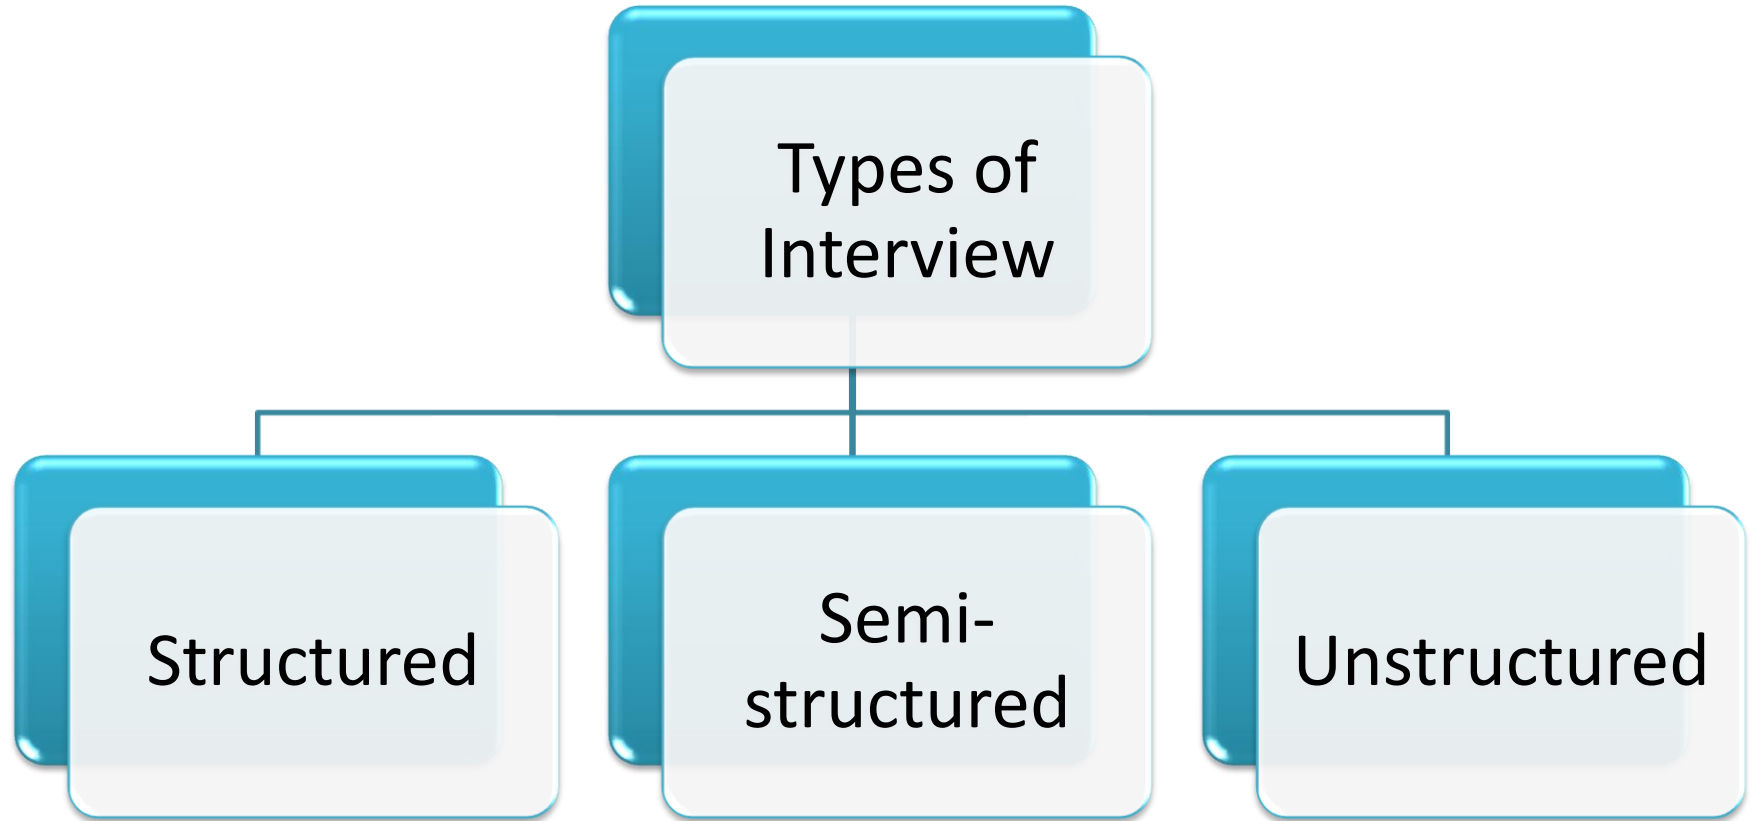 Types of
Interview
Structured
Semi-
structured
Unstructured